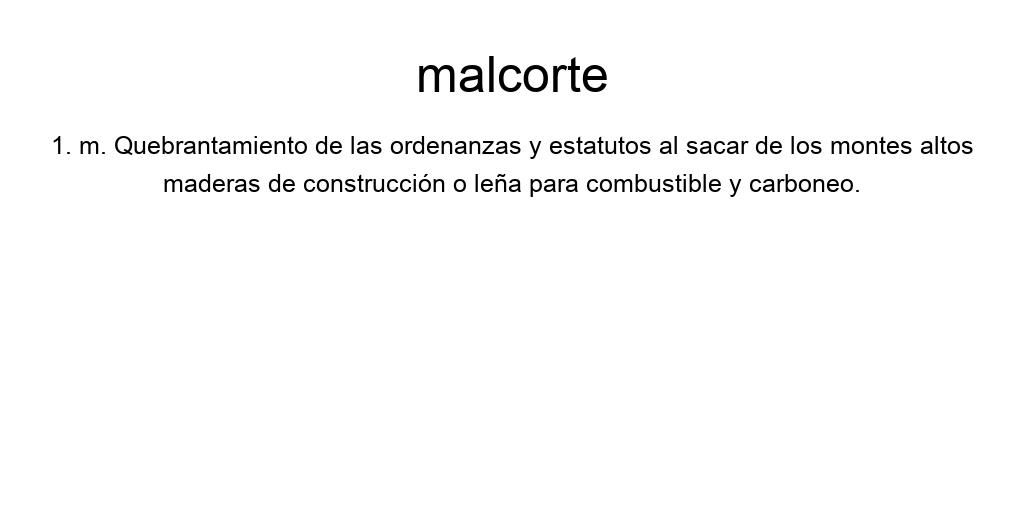 malcorte
1. m. Quebrantamiento de las ordenanzas y estatutos al sacar de los montes altos
maderas de construcción o leña para combustible y carboneo.